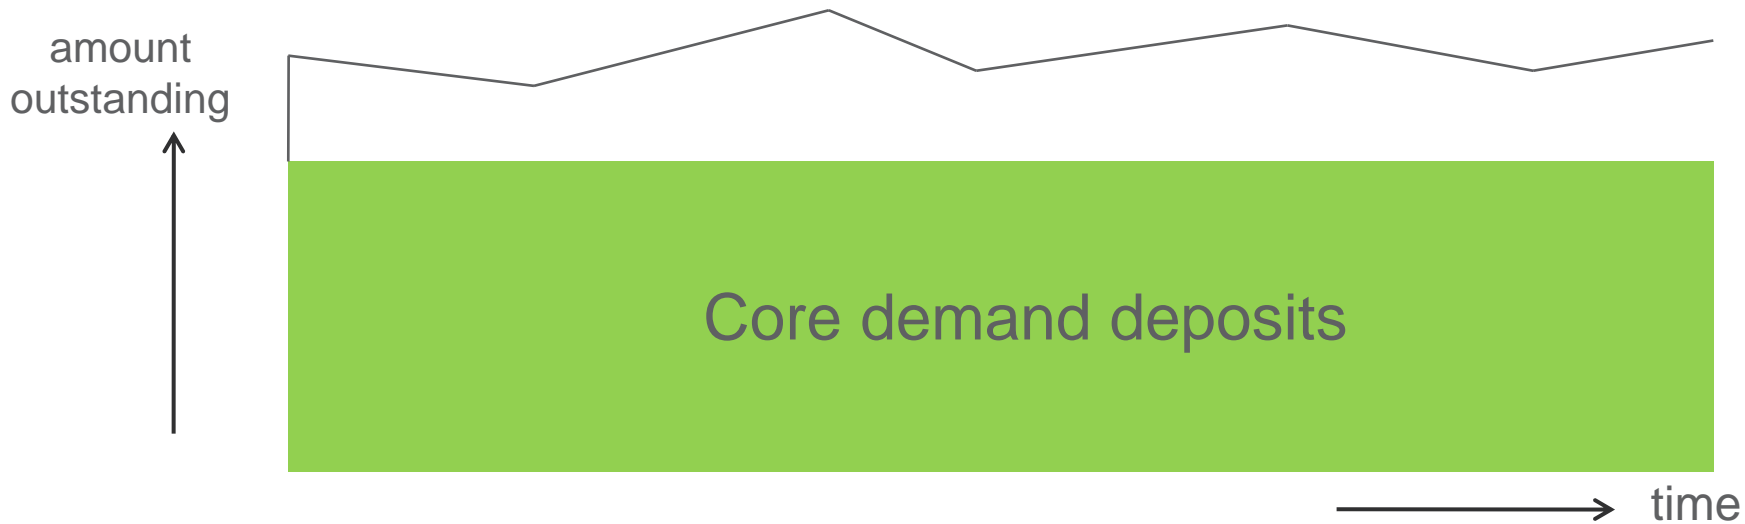 amount
outstanding
Core demand deposits
time